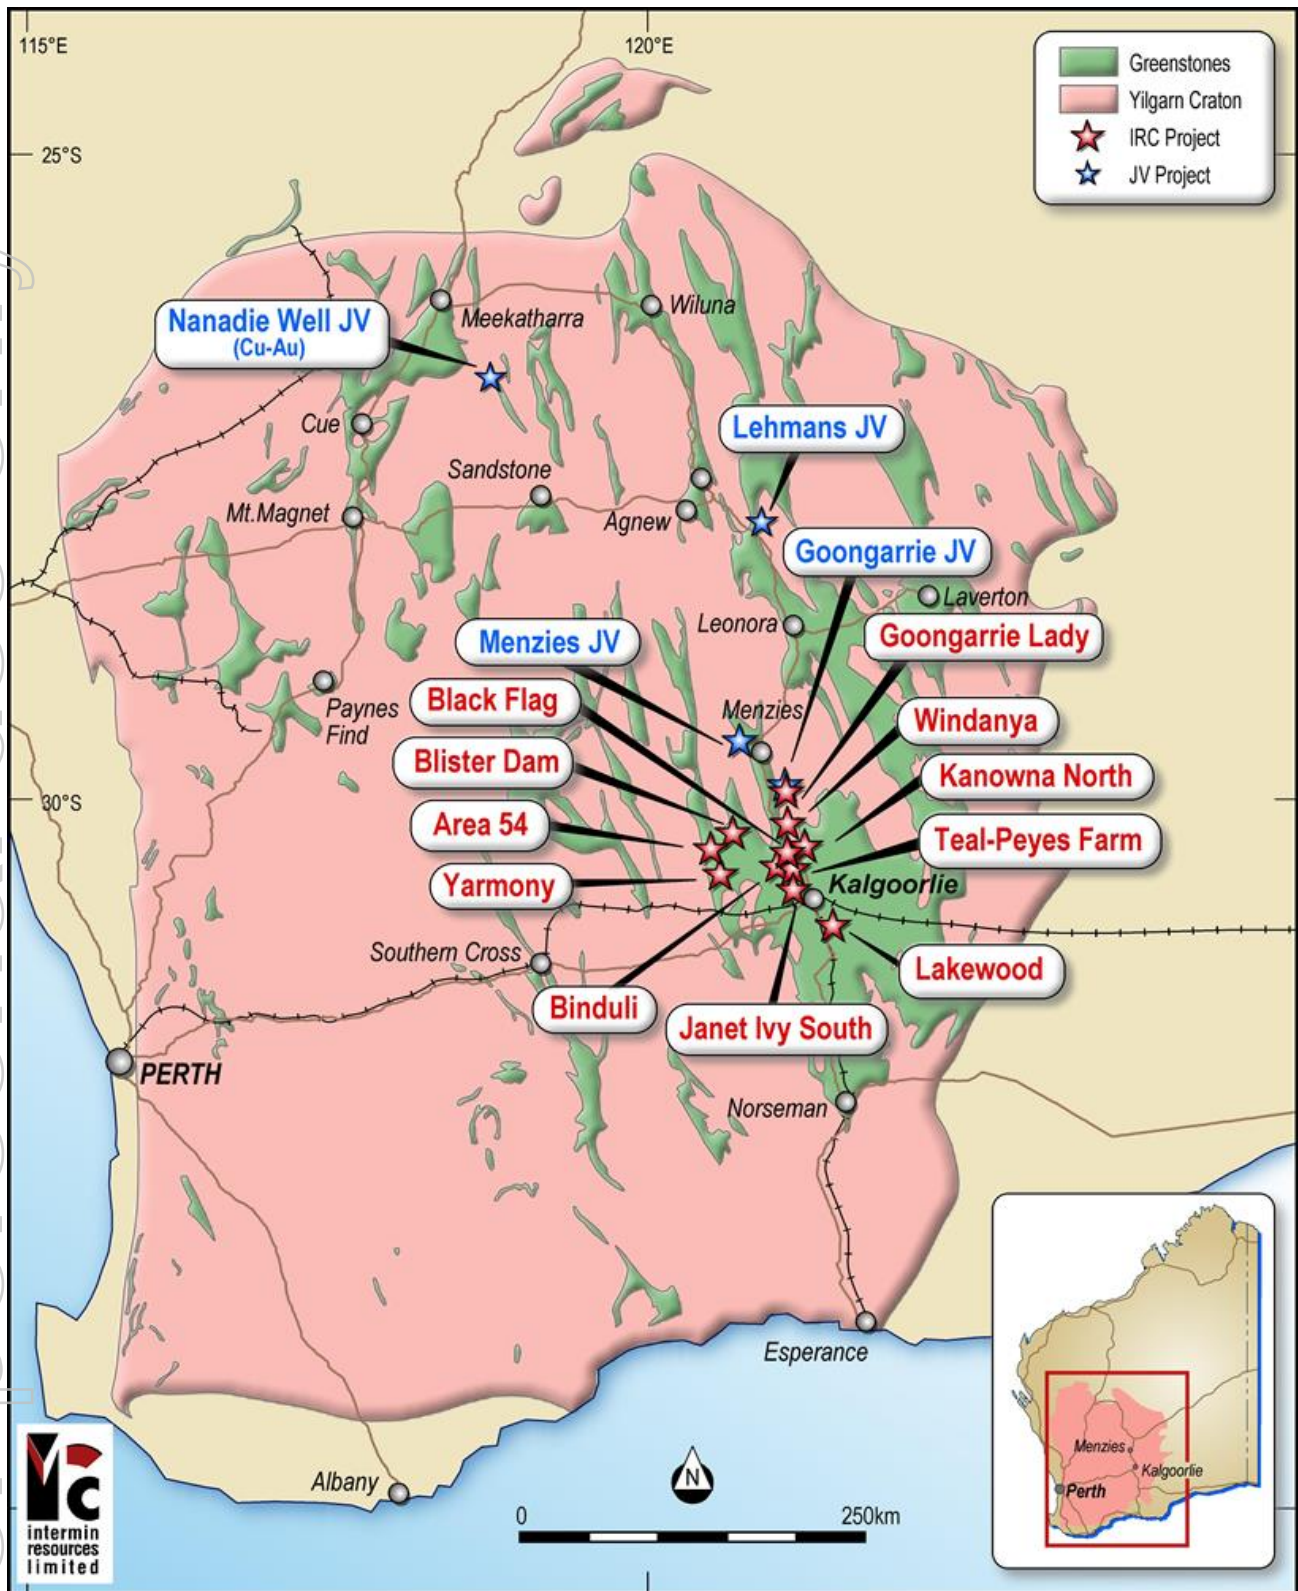 115°E
120°E
Greenstones
Yilgarn Craton
IRC Project
JV Project
25°S
Nanadie Well JV
(Cu-Au)
Meekatharra
Wiluna
Cue
Lehmans JV
Sandstone
Mt.Magnet
Agnew
Goongarrie JV
Laverton
Leonora
Goongarrie Lady
Menzies JV
Black Flag
Paynes
Find
Menzies
Windanya
Blister Dam
Kanowna North
30°S
Area 54
Teal-Peyes Farm
Yarmony
Kalgoorlie
Southern Cross
Lakewood
Binduli
Janet Ivy South
PERTH
Norseman
Esperance
Albany
N
0
250km
Menzies
Kalgoorlie
Perth
intermin
resources
limited